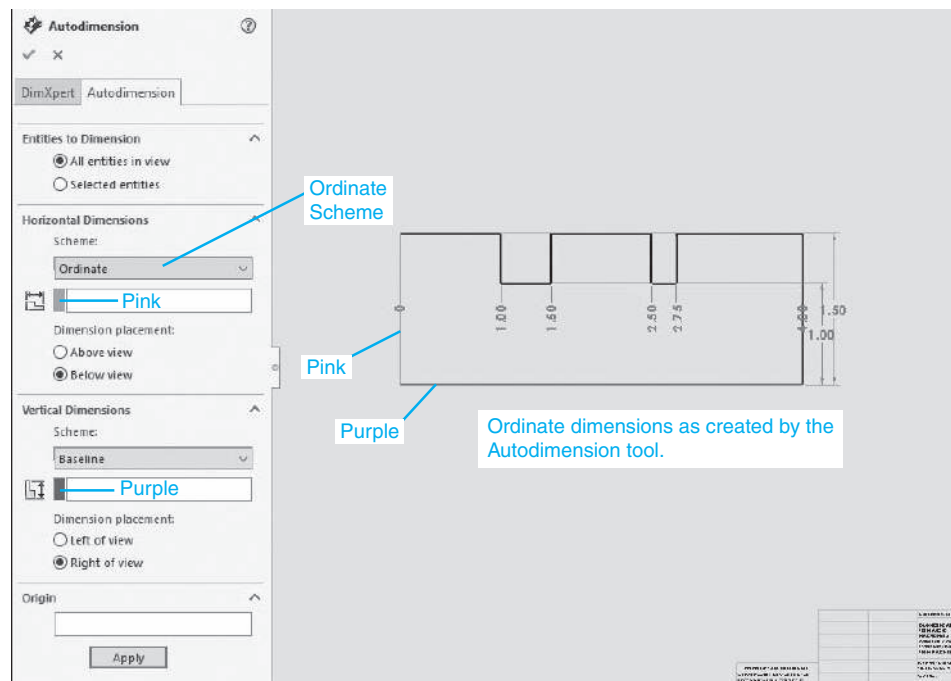 Autodimension
DimXpert Autodimension
Entities to Dimension
All entities in view
Selected entities
Horizontal Dimensions
Scheme:
Ordinate
Pink
Dimension placement:
Above view
Below view
Vertical Dimensions
Scheme:
Baseline
Purple
Dimension placement:
Left of view
Right of view
Origin
Apply
Ordinate
Scheme
0
1.00
1.50
2.50
2.75
4.00
1.50
1.00
Pink
Purple
Ordinate dimensions as created by the
Autodimension tool.